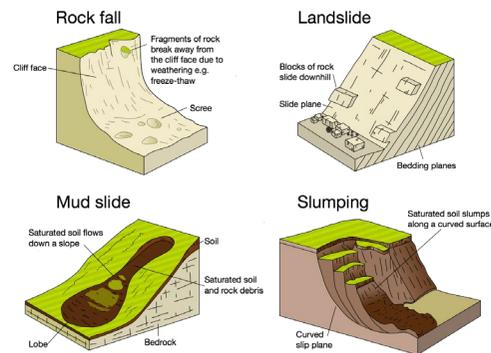 Rock fall
Fragments of rock
break away from
the cliff face due to
weathering e.g.
freeze-thaw
Cliff face
Scree
Landslide
Blocks of rock
slide downhill
Slide plane
Bedding planes
Mud slide
Saturated soil flows
down a slope
Soil
Saturated soil
and rock debris
Lobe
Bedrock
Slumping
Saturated soil slumps
along a curved surface
Curved
slip plane